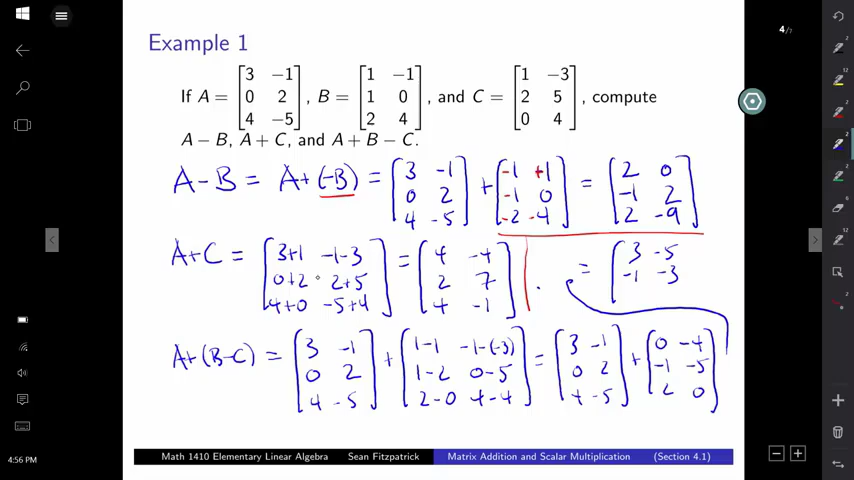 4/7
Example 1
If A = [3 -1; 0 2; 4 -5], B = [1 -1; 1 0; 2 4], and C = [1 -3; 2 5; 0 4], compute
A − B, A + C, and A + B − C.
A-B = A+(-B) = [3 -1; 0 2; 4 -5] + [-1 +1; -1 0; -2 -4] = [2 0; -1 2; 2 -9]
A+C = [3+1 -1-3; 0+2 2+5; 4+0 -5+4] = [4 -4; 2 7; 4 -1] . = [3 -5; -1 -3
A+(B-C) = [3 -1; 0 2; 4 -5] + [1-1 -1-(-3); 1-2 0-5; 2-0 4-4] = [3 -1; 0 2; 4 -5] + [0 -4; -1 -5; 2 0]
Math 1410 Elementary Linear Algebra Sean Fitzpatrick Matrix Addition and Scalar Multiplication (Section 4.1)
4:56 PM